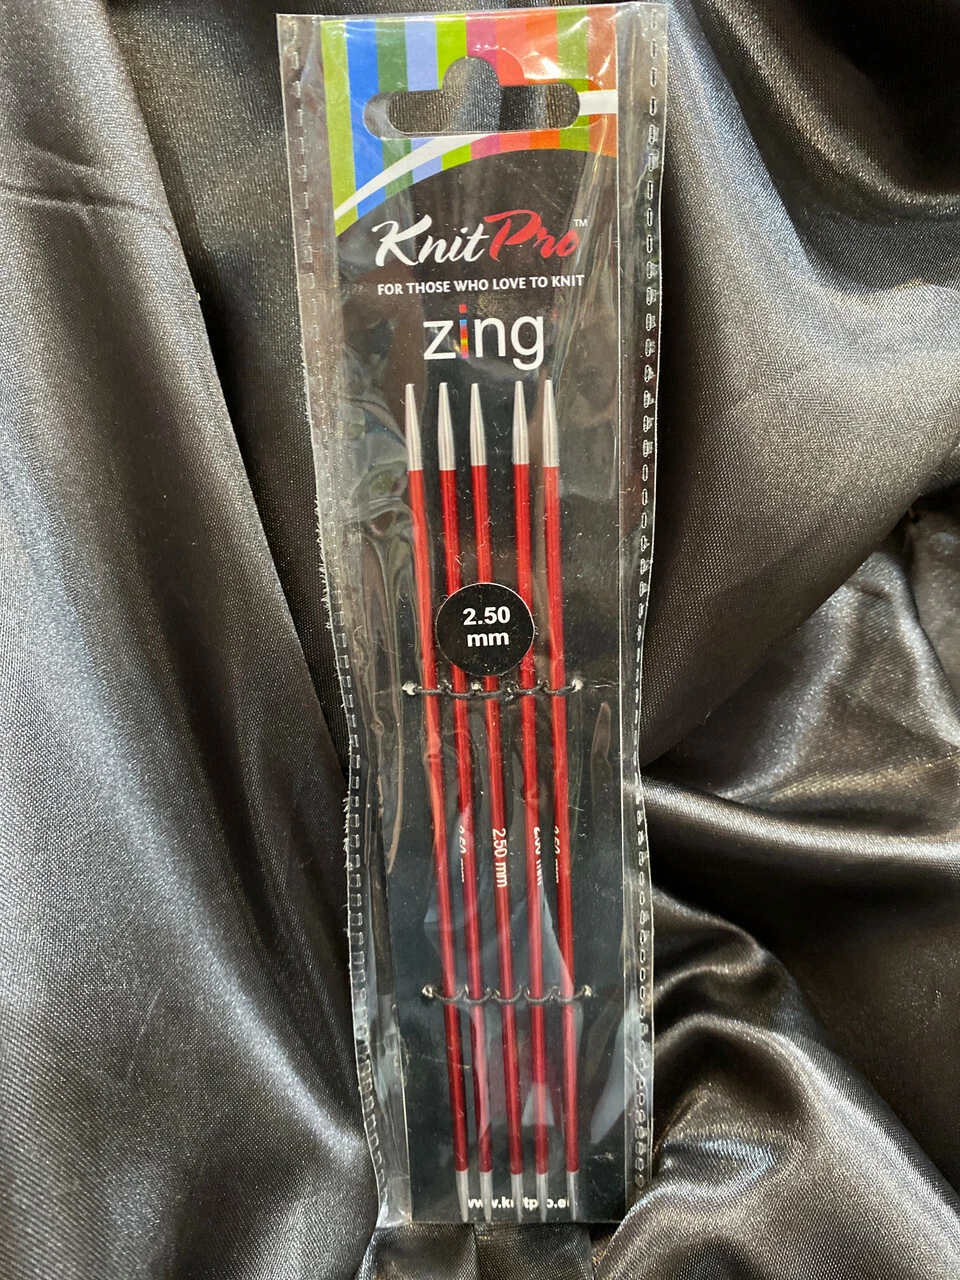 KnitPro™
FOR THOSE WHO LOVE TO KNIT
zing
2.50
mm
2.50 mm